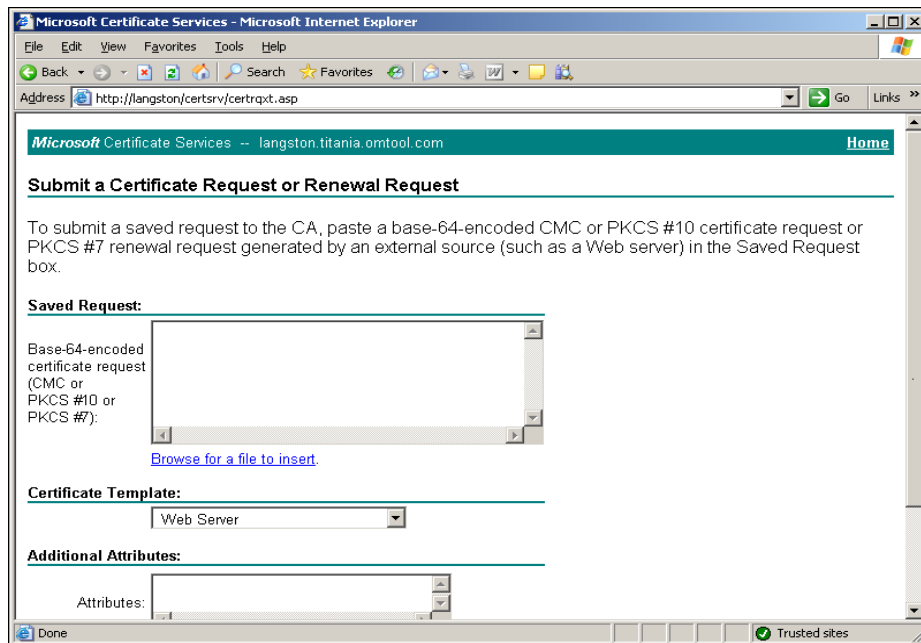 Microsoft Certificate Services - Microsoft Internet Explorer
File Edit View Favorites Tools Help
Back Search Favorites
Address http://langston/certsrv/certrqxt.asp Go Links »
Microsoft Certificate Services -- langston.titania.omtool.com Home
Submit a Certificate Request or Renewal Request
To submit a saved request to the CA, paste a base-64-encoded CMC or PKCS #10 certificate request or
PKCS #7 renewal request generated by an external source (such as a Web server) in the Saved Request
box.
Saved Request:
Base-64-encoded
certificate request
(CMC or
PKCS #10 or
PKCS #7):
Browse for a file to insert.
Certificate Template:
Web Server
Additional Attributes:
Attributes:
Done Trusted sites